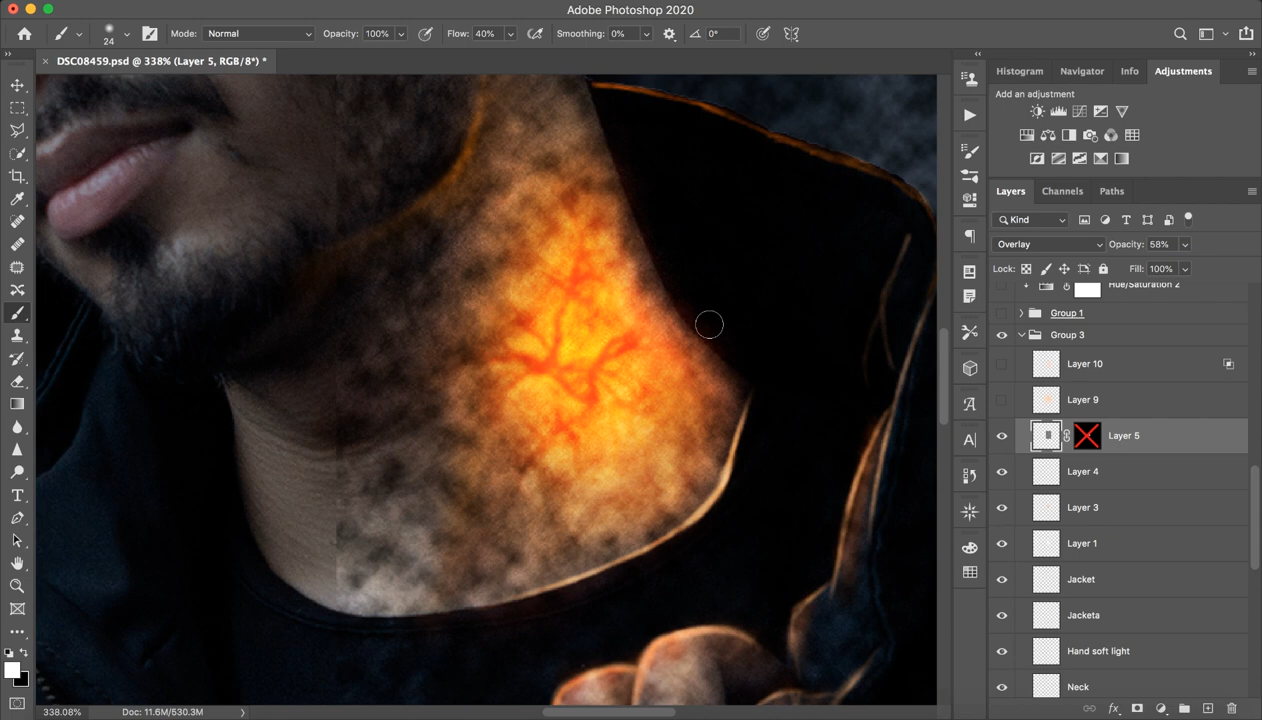 Adobe Photoshop 2020
24
Mode: Normal
Opacity: 100%
Flow: 40%
Smoothing: 0%
0°
DSC08459.psd @ 338% (Layer 5, RGB/8*) *
Histogram Navigator Info Adjustments
Add an adjustment
Layers Channels Paths
Kind
Overlay Opacity: 58%
Lock: Fill: 100%
Hue/Saturation 2
Group 1
Group 3
Layer 10
Layer 9
Layer 5
Layer 4
Layer 3
Layer 1
Jacket
Jacketa
Hand soft light
Neck
338.08% Doc: 11.6M/530.3M